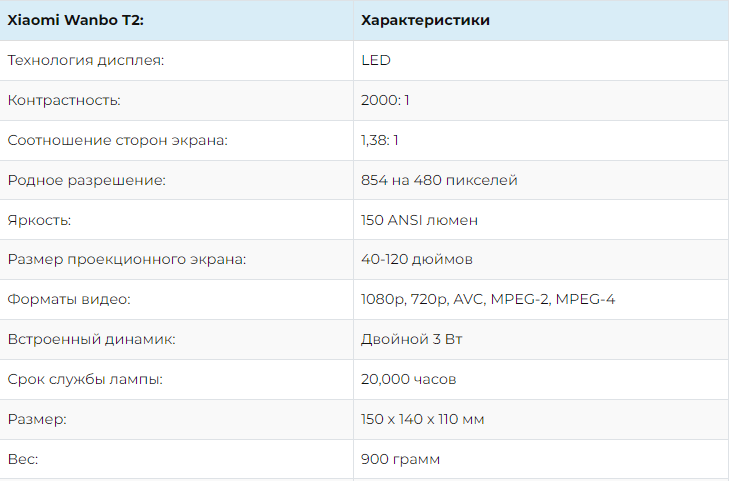 Xiaomi Wanbo T2: Характеристики
Технология дисплея: LED
Контрастность: 2000: 1
Соотношение сторон экрана: 1,38: 1
Родное разрешение: 854 на 480 пикселей
Яркость: 150 ANSI люмен
Размер проекционного экрана: 40-120 дюймов
Форматы видео: 1080p, 720p, AVC, MPEG-2, MPEG-4
Встроенный динамик: Двойной 3 Вт
Срок службы лампы: 20,000 часов
Размер: 150 x 140 x 110 мм
Вес: 900 грамм